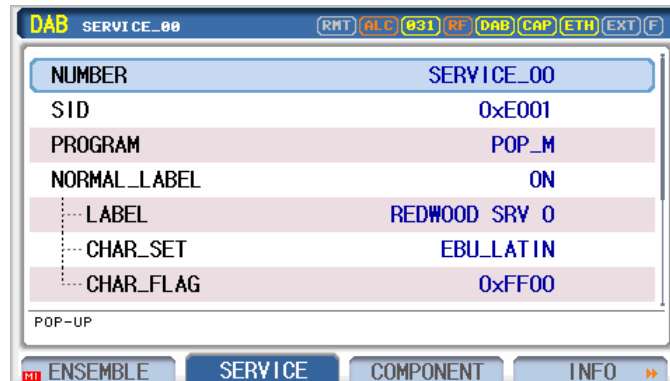 DAB SERVICE_00 RMT ALC 031 RF DAB CAP ETH EXT F
NUMBER SERVICE_00
SID 0xE001
PROGRAM POP_M
NORMAL_LABEL ON
LABEL REDWOOD SRV 0
CHAR_SET EBU_LATIN
CHAR_FLAG 0xFF00
POP-UP
M1 ENSEMBLE SERVICE COMPONENT INFO